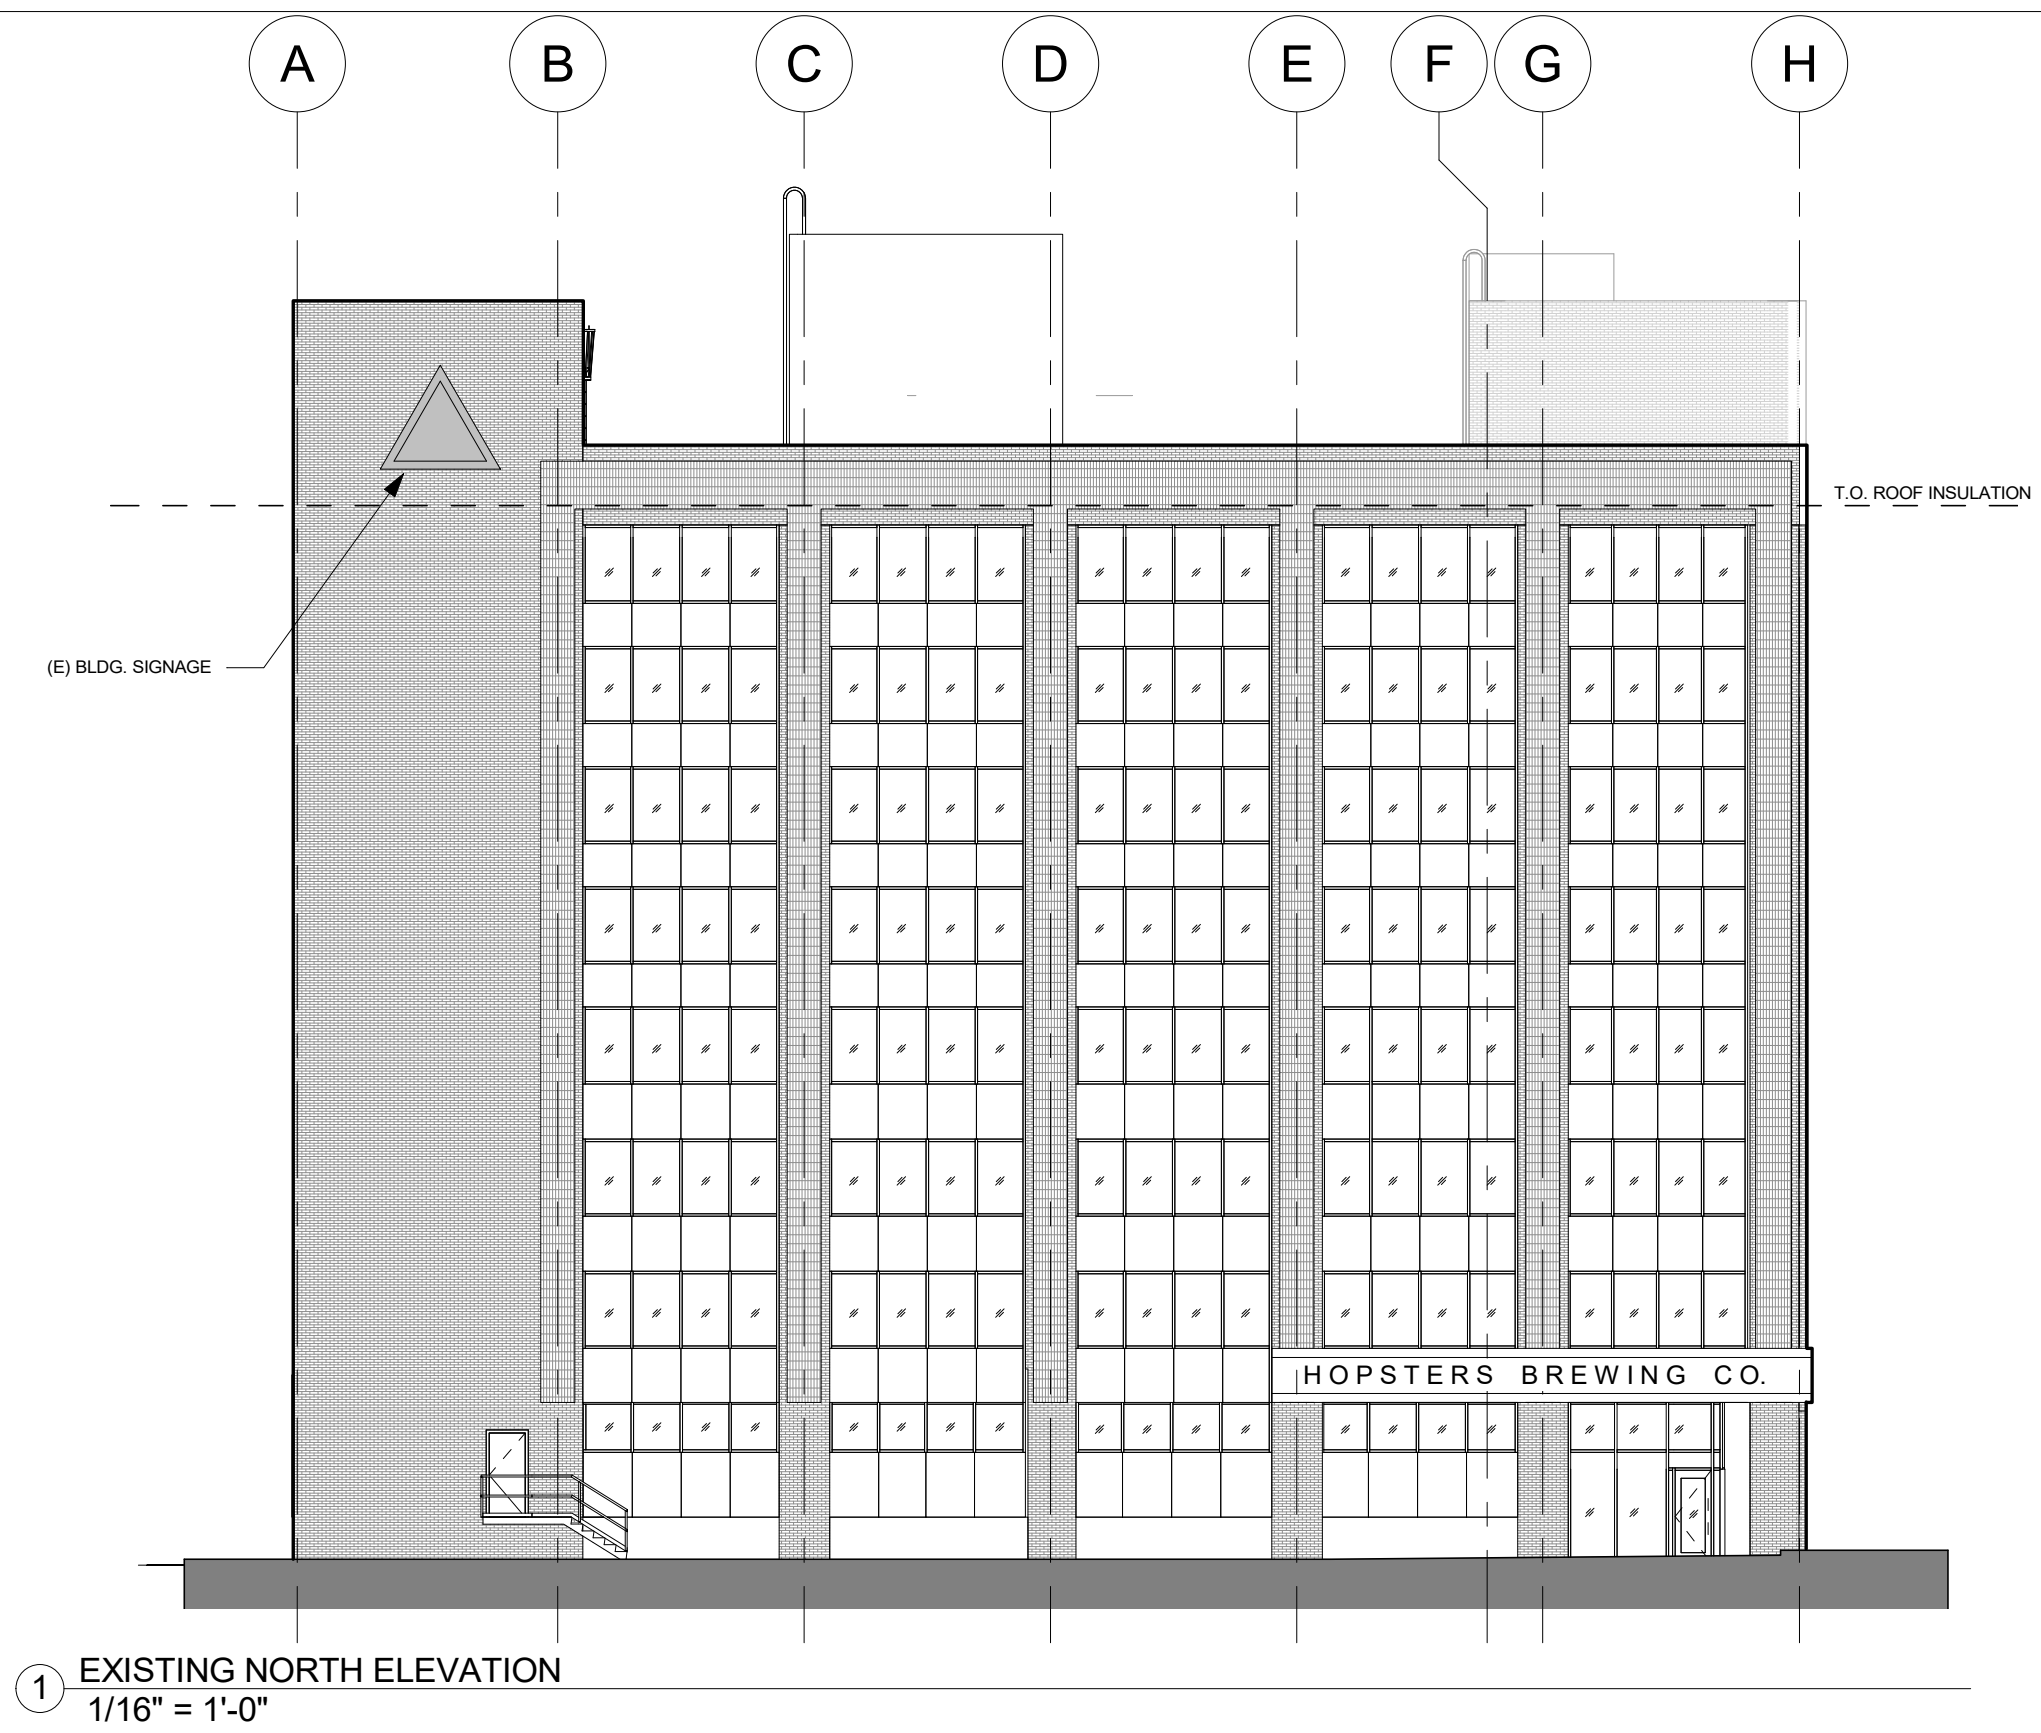 A B C D E F G H
T.O. ROOF INSULATION
(E) BLDG. SIGNAGE
HOPSTERS BREWING CO.
1 EXISTING NORTH ELEVATION
1/16" = 1'-0"